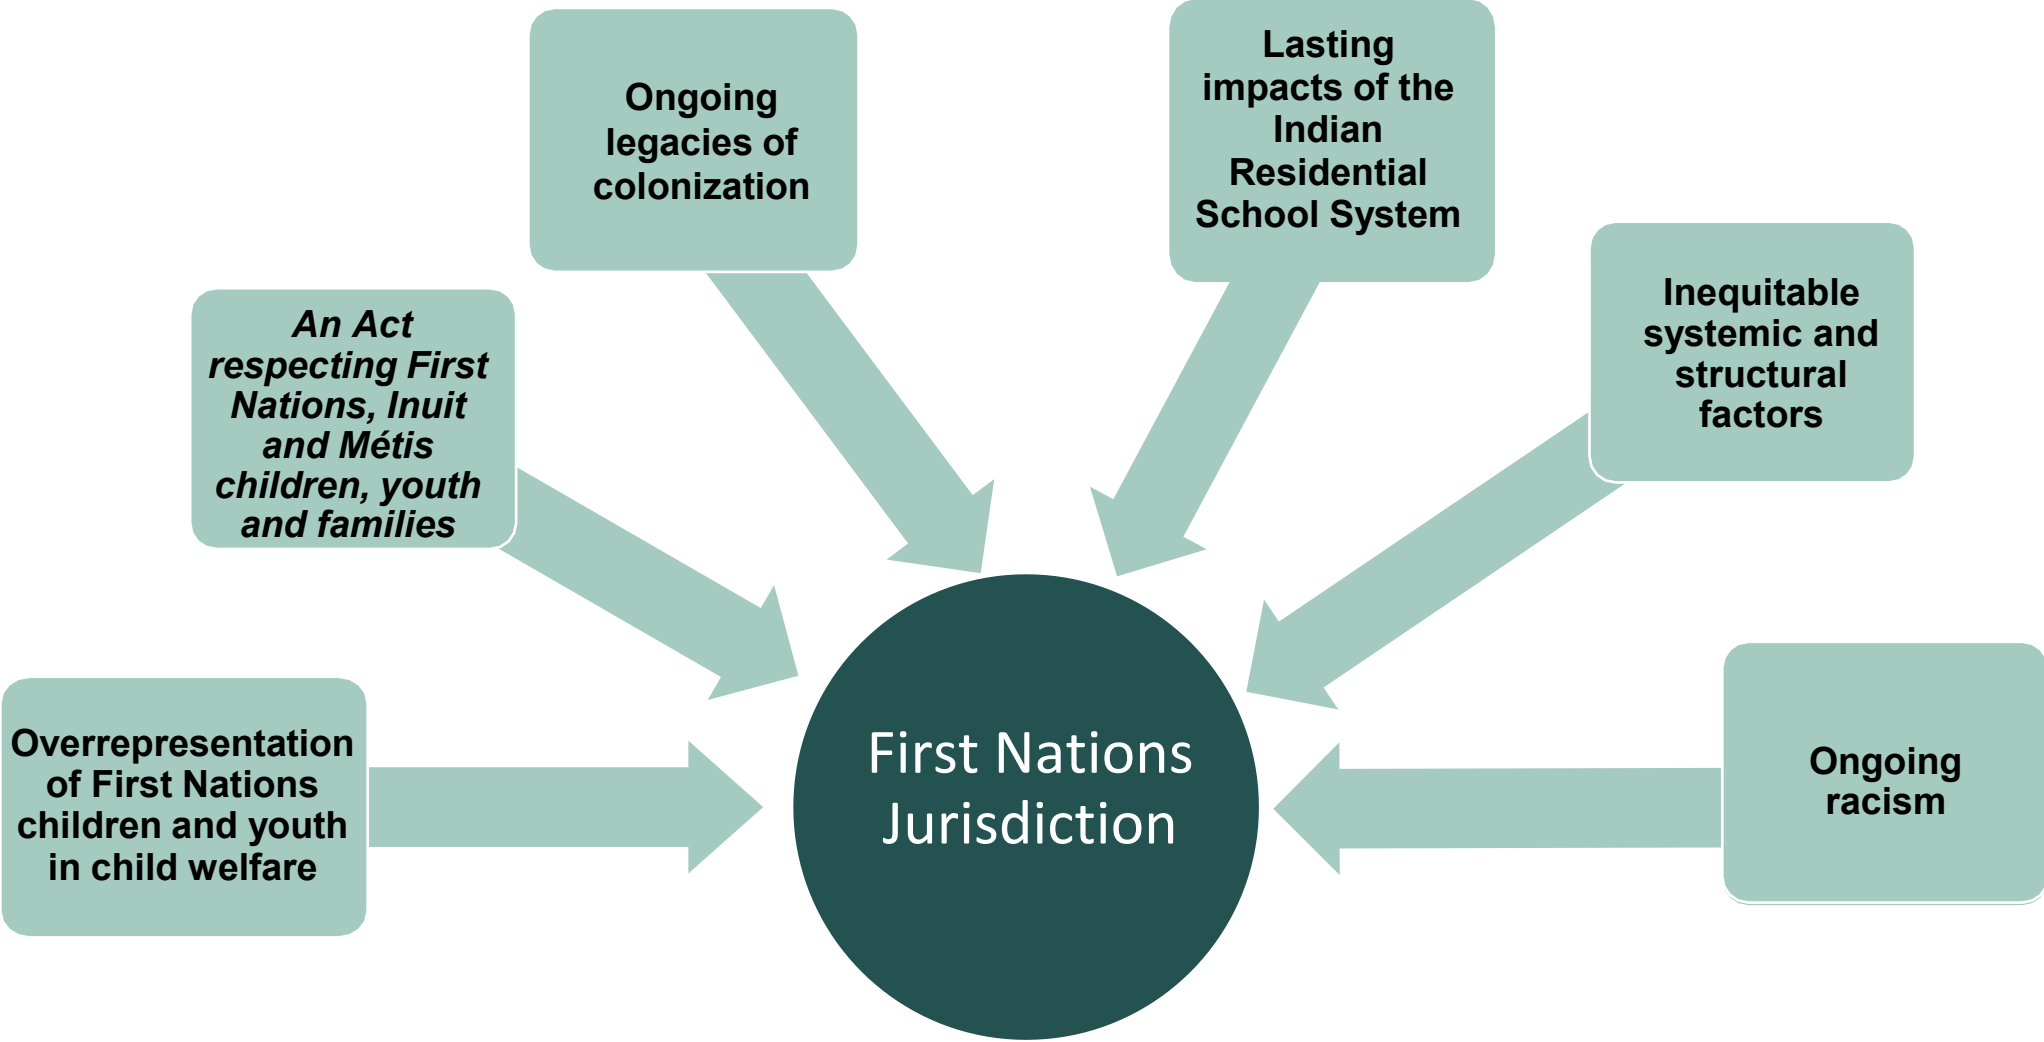 Overrepresentation
of First Nations
children and youth
in child welfare
An Act
respecting First
Nations, Inuit
and Métis
children, youth
and families
Ongoing
legacies of
colonization
Lasting
impacts of the
Indian
Residential
School System
Inequitable
systemic and
structural
factors
Ongoing
racism
First Nations
Jurisdiction